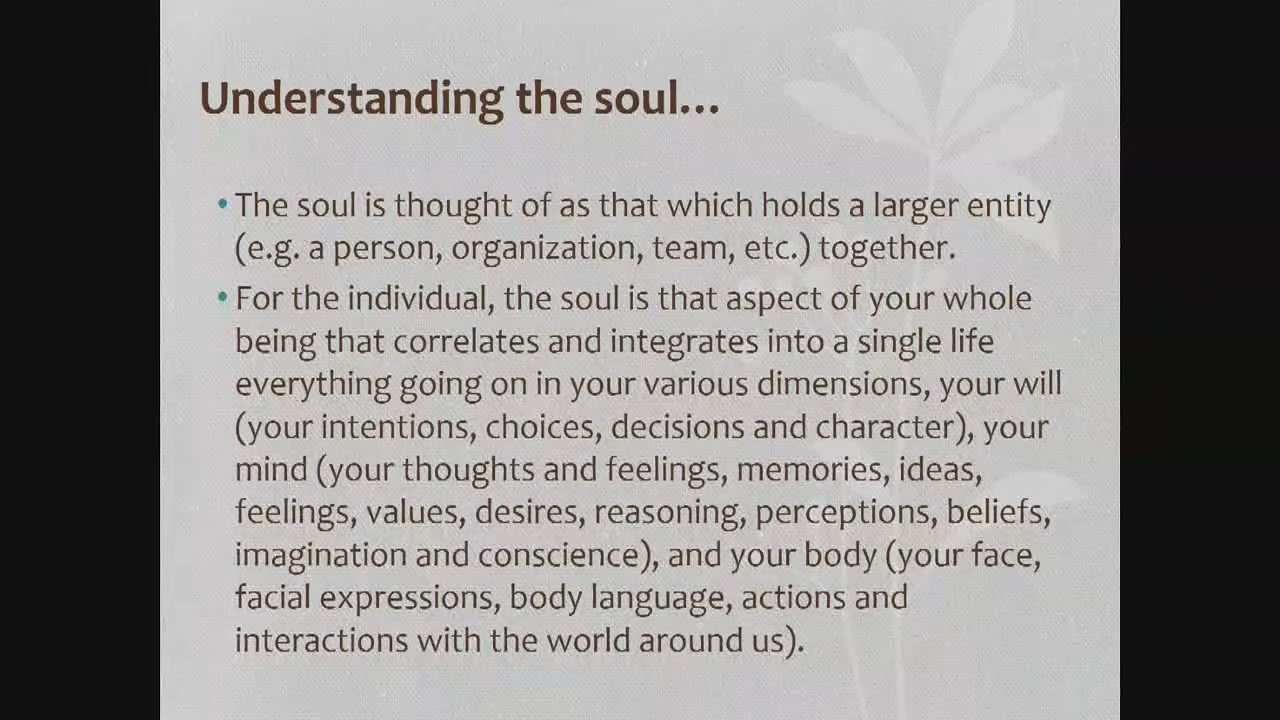 Understanding the soul...
• The soul is thought of as that which holds a larger entity
(e.g. a person, organization, team, etc.) together.
• For the individual, the soul is that aspect of your whole
being that correlates and integrates into a single life
everything going on in your various dimensions, your will
(your intentions, choices, decisions and character), your
mind (your thoughts and feelings, memories, ideas,
feelings, values, desires, reasoning, perceptions, beliefs,
imagination and conscience), and your body (your face,
facial expressions, body language, actions and
interactions with the world around us).